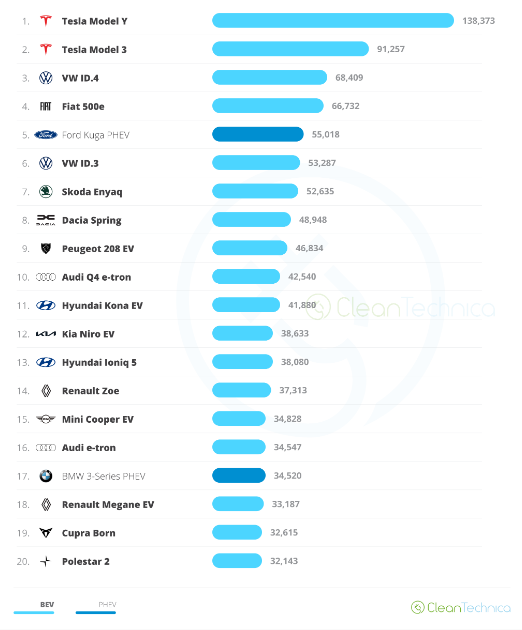 1. Tesla Model Y 138,373
2. Tesla Model 3 91,257
3. VW ID.4 68,409
4. FIAT Fiat 500e 66,732
5. Ford Ford Kuga PHEV 55,018
6. VW ID.3 53,287
7. Skoda Enyaq 52,635
8. DACIA Dacia Spring 48,948
9. Peugeot 208 EV 46,834
10. Audi Q4 e-tron 42,540
11. Hyundai Kona EV 41,880
CleanTechnica
12. KIA Kia Niro EV 38,633
13. Hyundai Ioniq 5 38,080
14. Renault Zoe 37,313
15. Mini Cooper EV 34,828
16. Audi e-tron 34,547
17. BMW 3-Series PHEV 34,520
18. Renault Megane EV 33,187
19. Cupra Born 32,615
20. Polestar 2 32,143
BEV PHEV
CleanTechnica